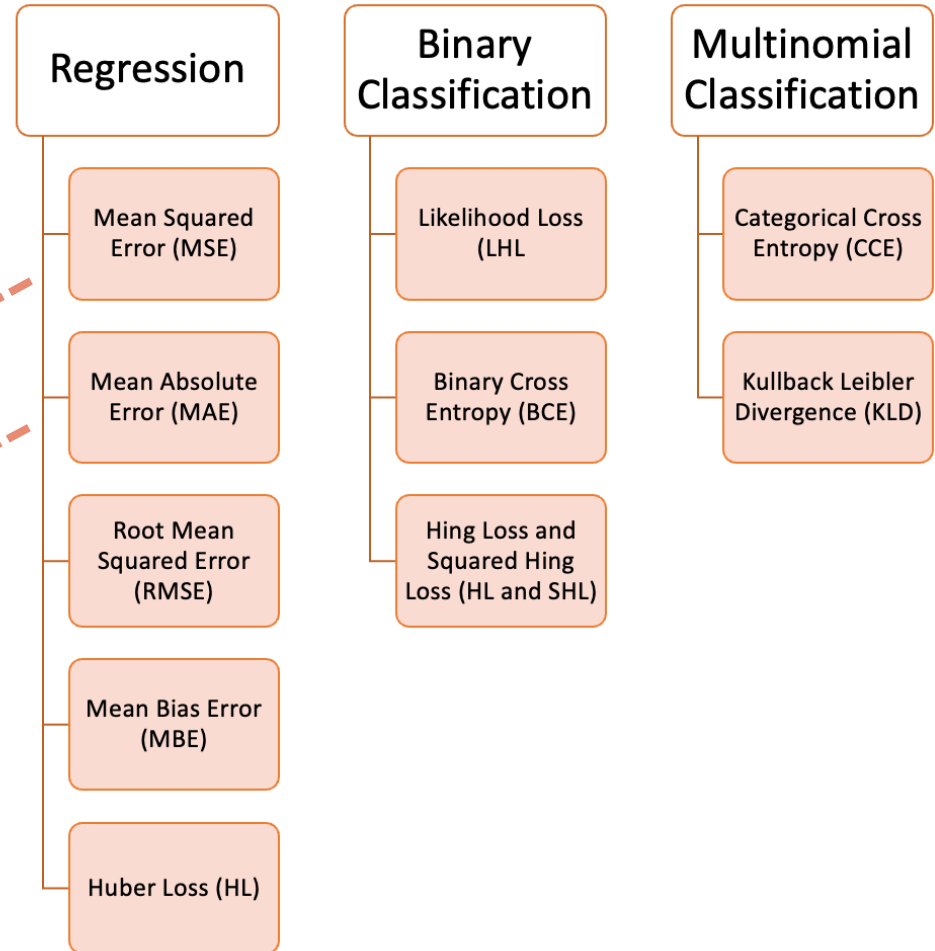 Regression
Mean Squared
Error (MSE)
Mean Absolute
Error (MAE)
Root Mean
Squared Error
(RMSE)
Mean Bias Error
(MBE)
Huber Loss (HL)
Binary
Classification
Likelihood Loss
(LHL
Binary Cross
Entropy (BCE)
Hing Loss and
Squared Hing
Loss (HL and SHL)
Multinomial
Classification
Categorical Cross
Entropy (CCE)
Kullback Leibler
Divergence (KLD)